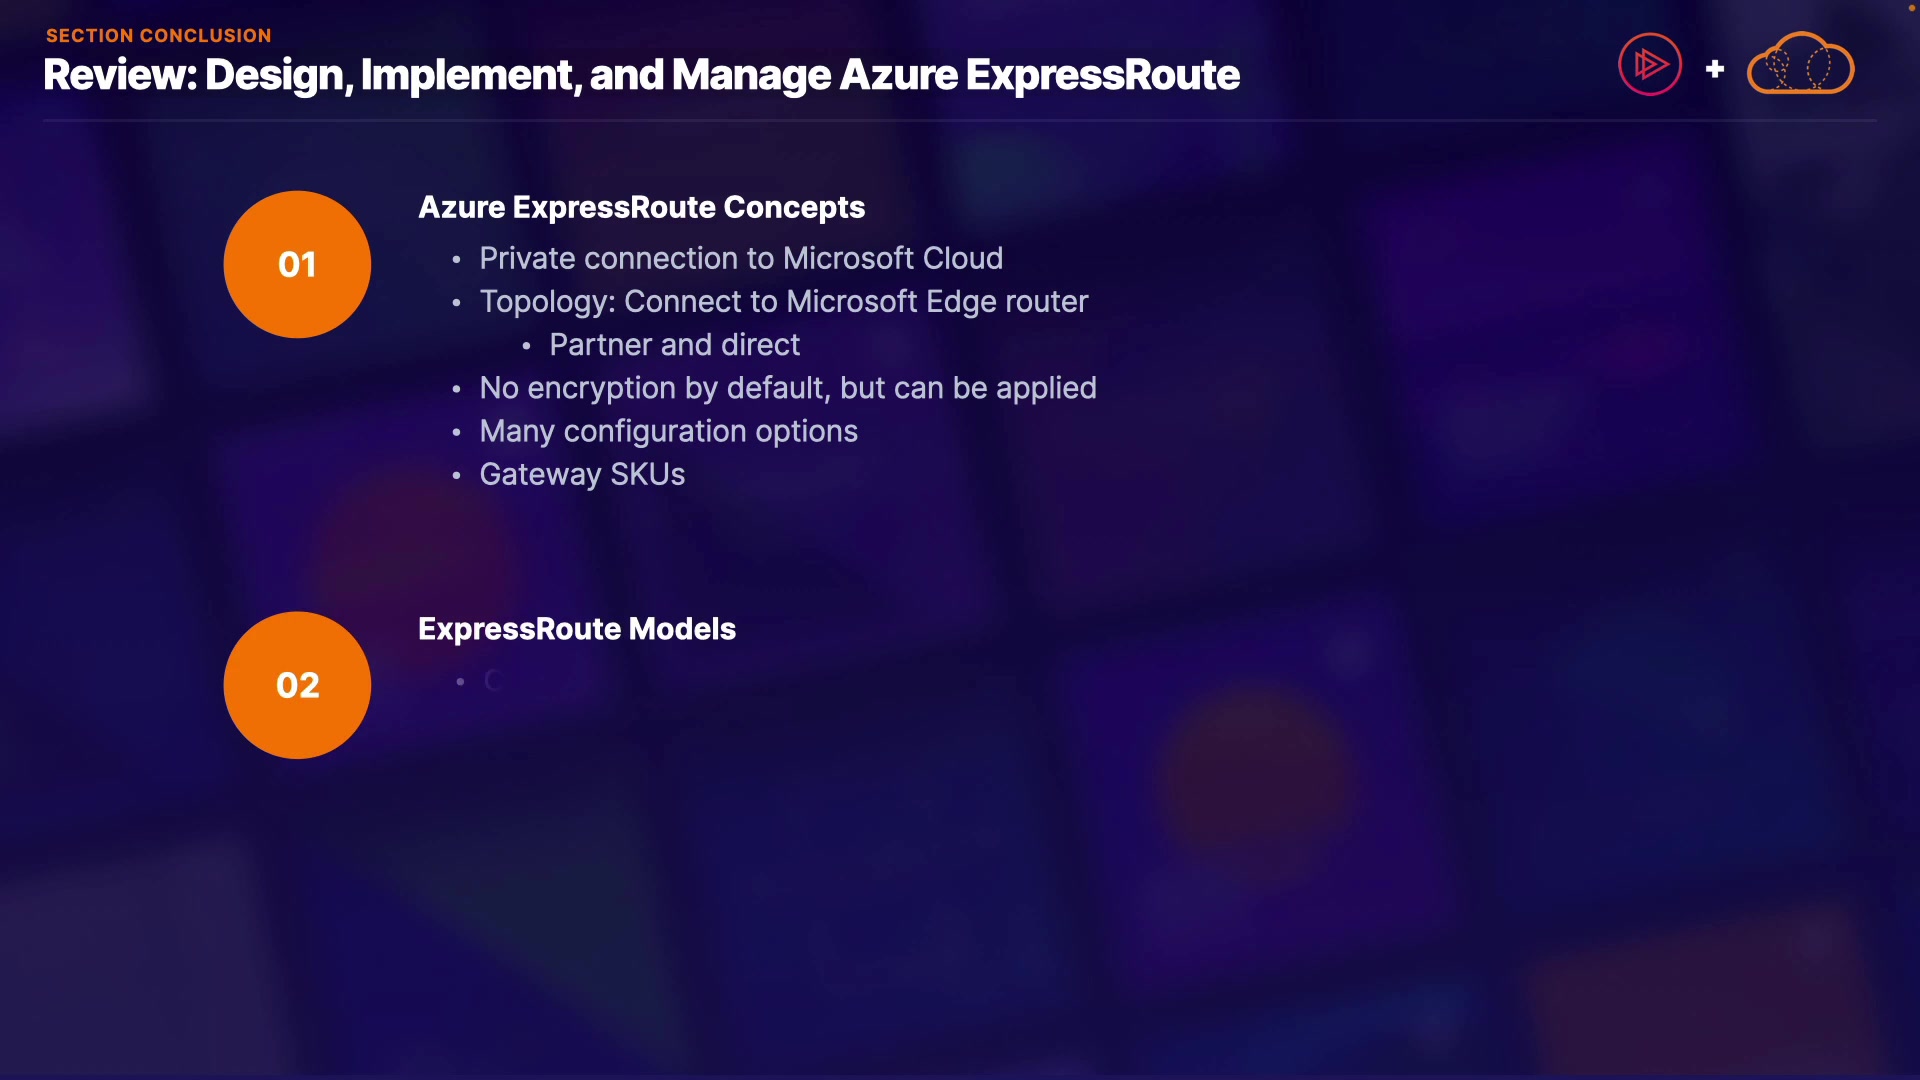 SECTION CONCLUSION
Review: Design, Implement, and Manage Azure ExpressRoute
+
01
Azure ExpressRoute Concepts
• Private connection to Microsoft Cloud
• Topology: Connect to Microsoft Edge router
• Partner and direct
• No encryption by default, but can be applied
• Many configuration options
• Gateway SKUs
02
ExpressRoute Models